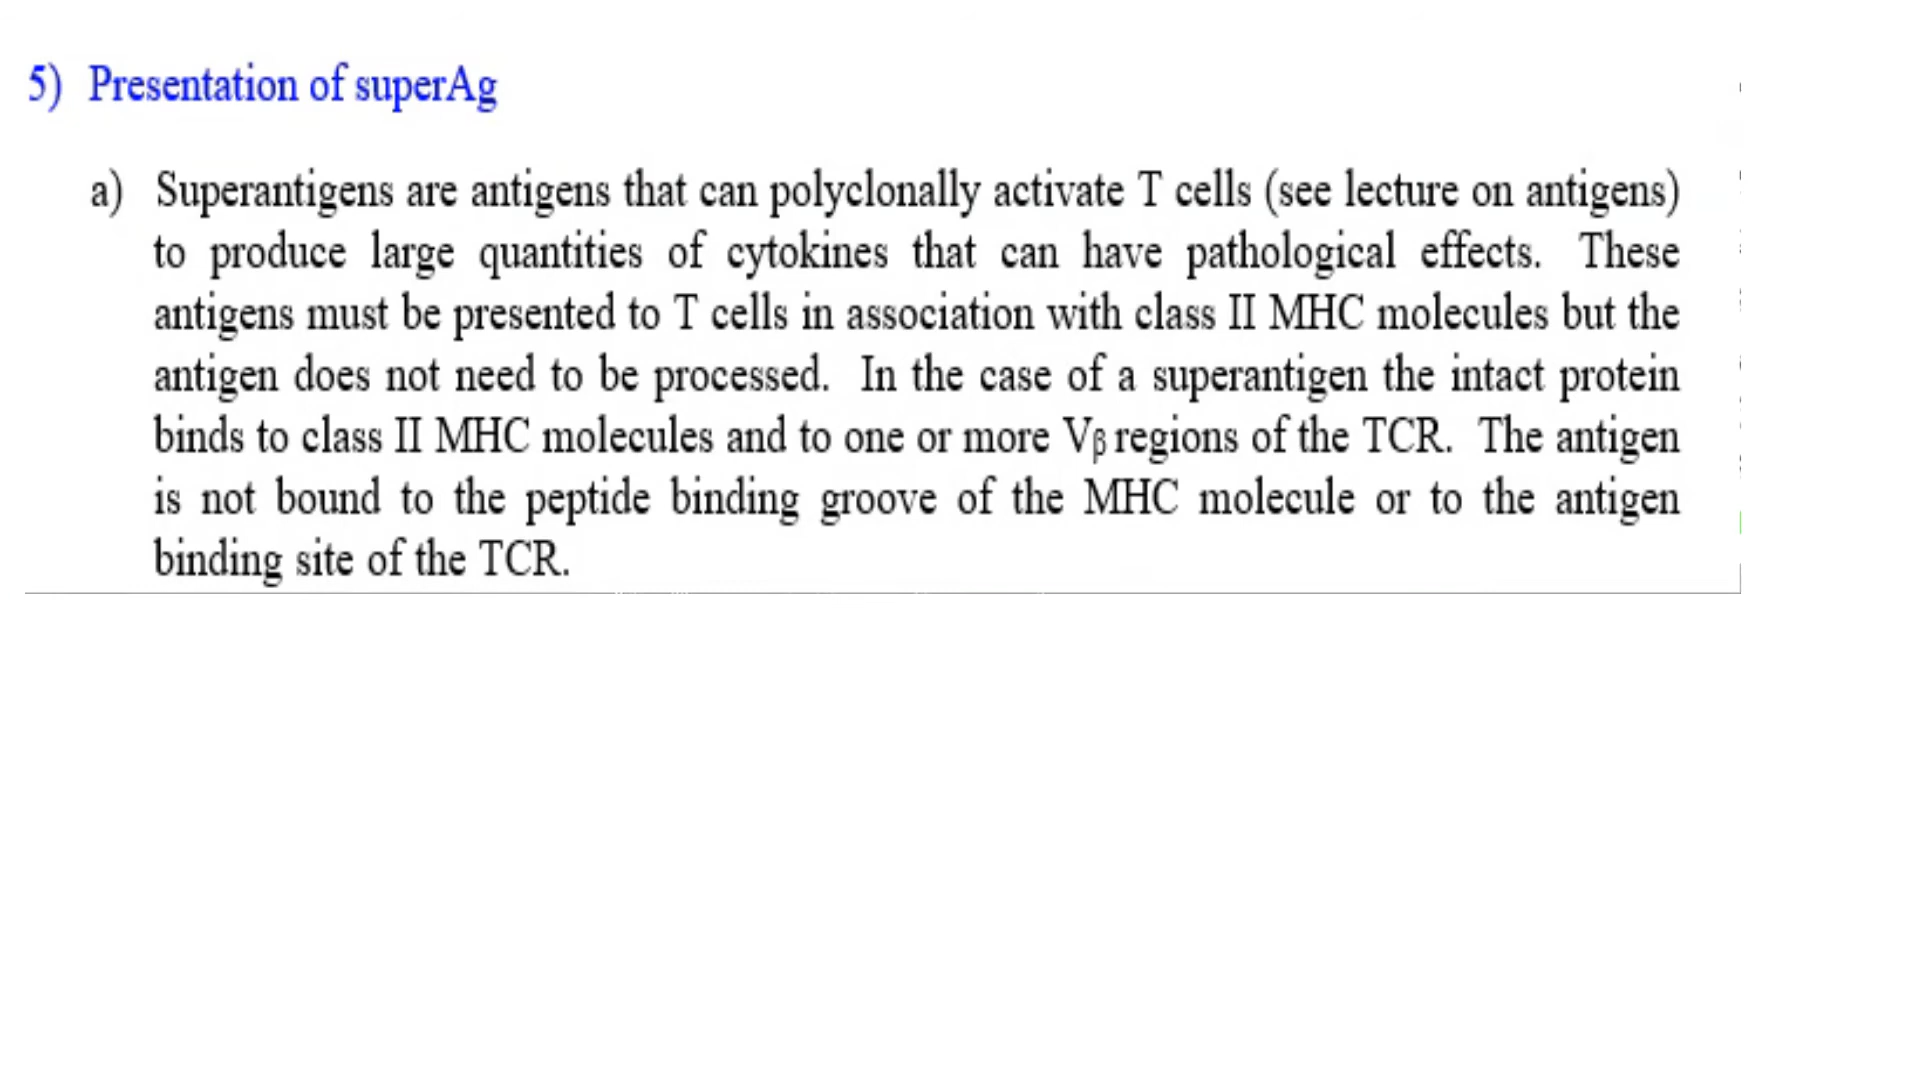 5) Presentation of superAg
a) Superantigens are antigens that can polyclonally activate T cells (see lecture on antigens)
to produce large quantities of cytokines that can have pathological effects. These
antigens must be presented to T cells in association with class II MHC molecules but the
antigen does not need to be processed. In the case of a superantigen the intact protein
binds to class II MHC molecules and to one or more Vβ regions of the TCR. The antigen
is not bound to the peptide binding groove of the MHC molecule or to the antigen
binding site of the TCR.